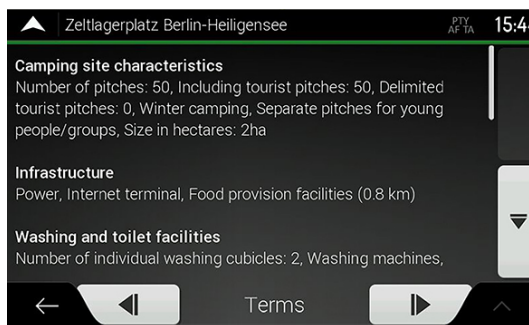 Zeltlagerplatz Berlin-Heiligensee
PTY
AF TA
Camping site characteristics
Number of pitches: 50, Including tourist pitches: 50, Delimited
tourist pitches: 0, Winter camping, Separate pitches for young
people/groups, Size in hectares: 2ha
Infrastructure
Power, Internet terminal, Food provision facilities (0.8 km)
Washing and toilet facilities
Number of individual washing cubicles: 2, Washing machines,
Terms